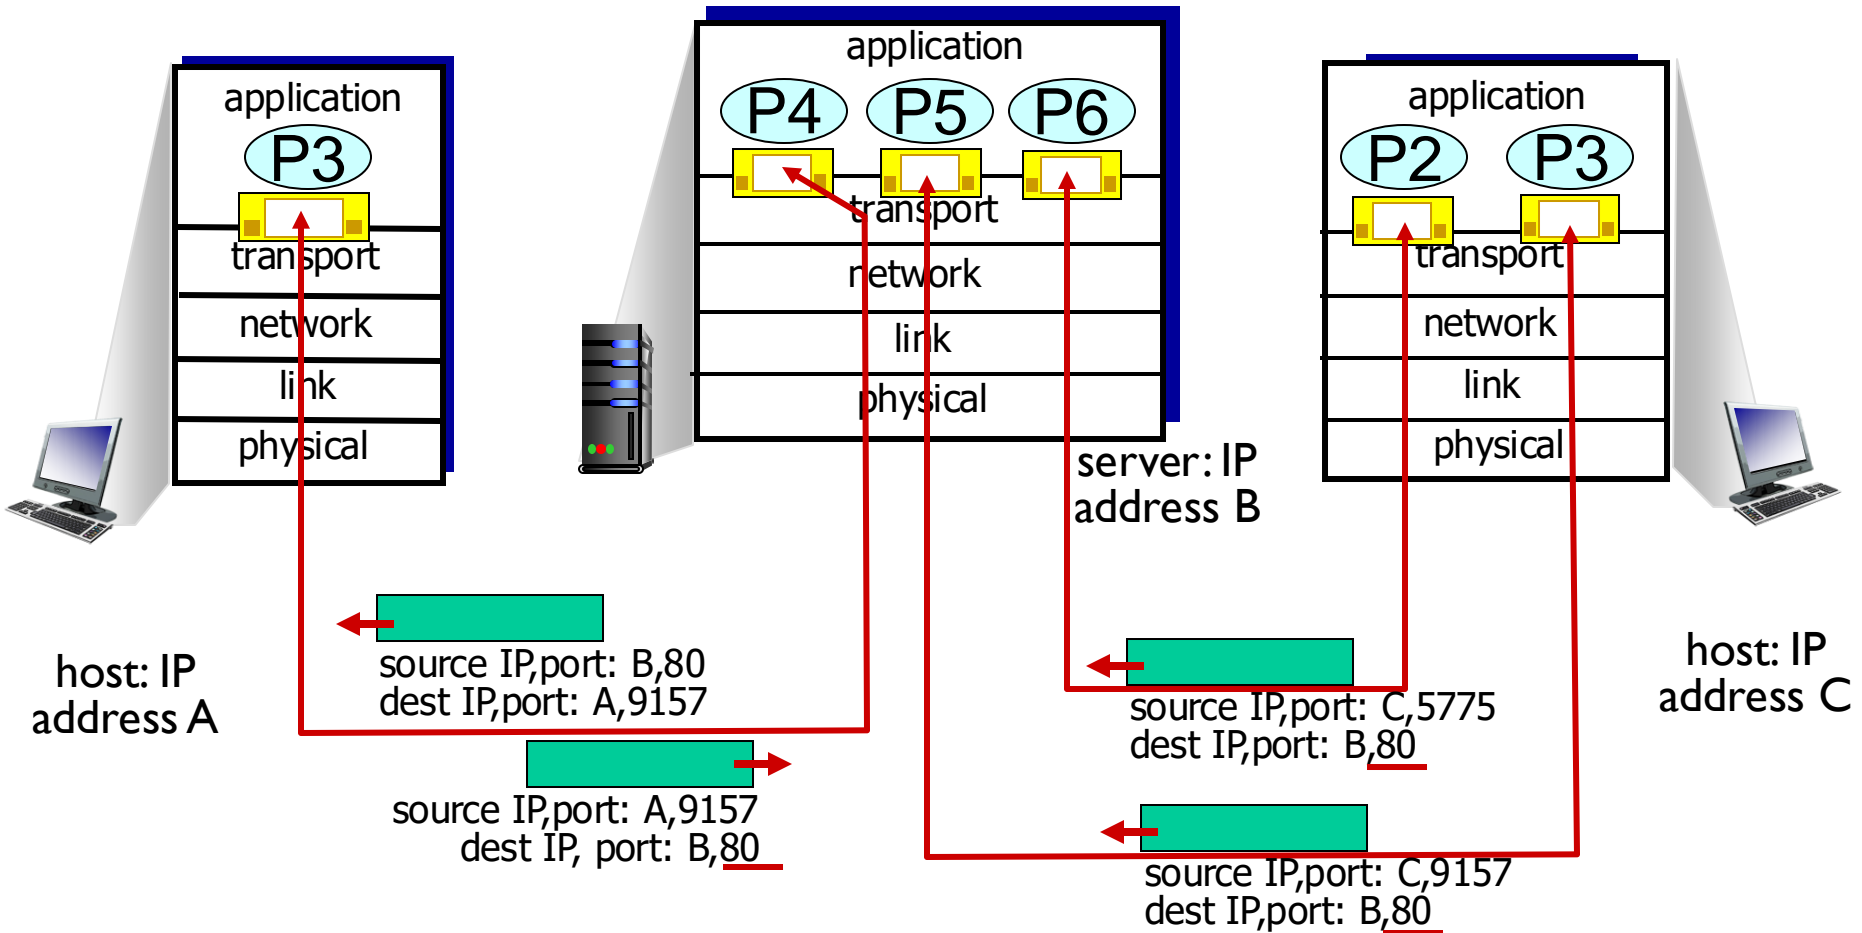 application
P3
transport
network
link
physical
host: IP
address A
application
P4 P5 P6
transport
network
link
physical
server: IP
address B
application
P2 P3
transport
network
link
physical
host: IP
address C
source IP,port: B,80
dest IP,port: A,9157
source IP,port: A,9157
dest IP, port: B,80
source IP,port: C,5775
dest IP,port: B,80
source IP,port: C,9157
dest IP,port: B,80